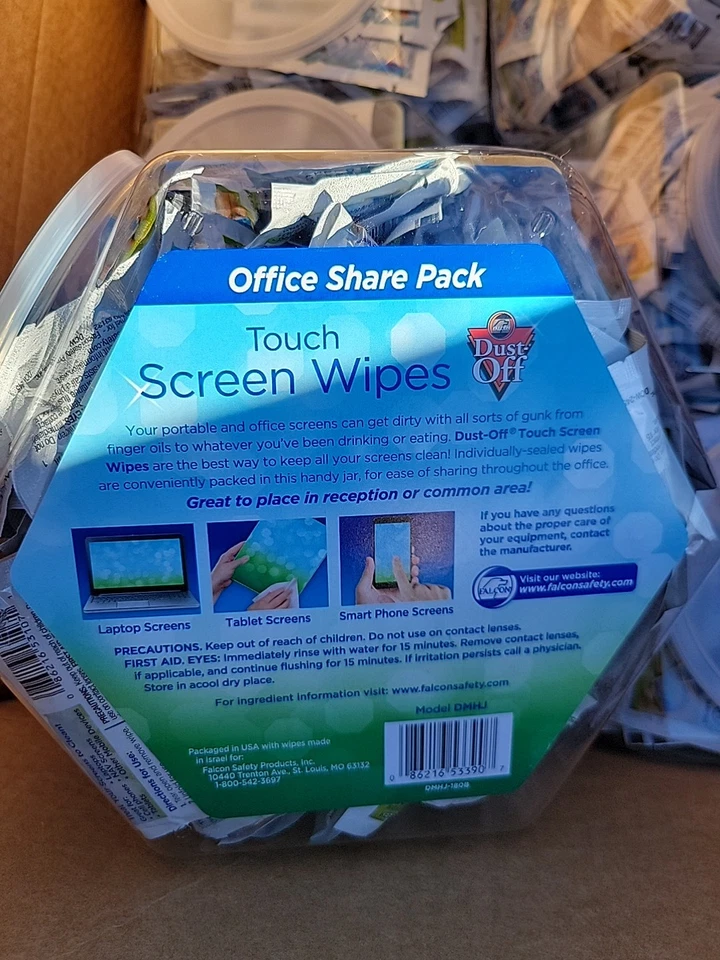 Office Share Pack
Touch
Screen Wipes
Dust-Off
Your portable and office screens can get dirty with all sorts of gunk from
finger oils to whatever you've been drinking or eating. Dust-Off® Touch Screen
Wipes are the best way to keep all your screens clean! Individually-sealed wipes
are conveniently packed in this handy jar, for ease of sharing throughout the office.
Great to place in reception or common area!
If you have any questions
about the proper care of
your equipment, contact
the manufacturer.
FALCON
Visit our website:
www.falconsafety.com
Laptop Screens
Tablet Screens
Smart Phone Screens
PRECAUTIONS. Keep out of reach of children. Do not use on contact lenses.
FIRST AID. EYES: Immediately rinse with water for 15 minutes. Remove contact lenses,
if applicable, and continue flushing for 15 minutes. If irritation persists call a physician.
Store in acool dry place.
For ingredient information visit: www.falconsafety.com
Model DMHJ
Packaged in USA with wipes made
in Israel for:
Falcon Safety Products, Inc.
10440 Trenton Ave., St. Louis, MO 63132
1-800-542-3697
0 86216 53390 7
DMHJ-180B
Directions for Use: